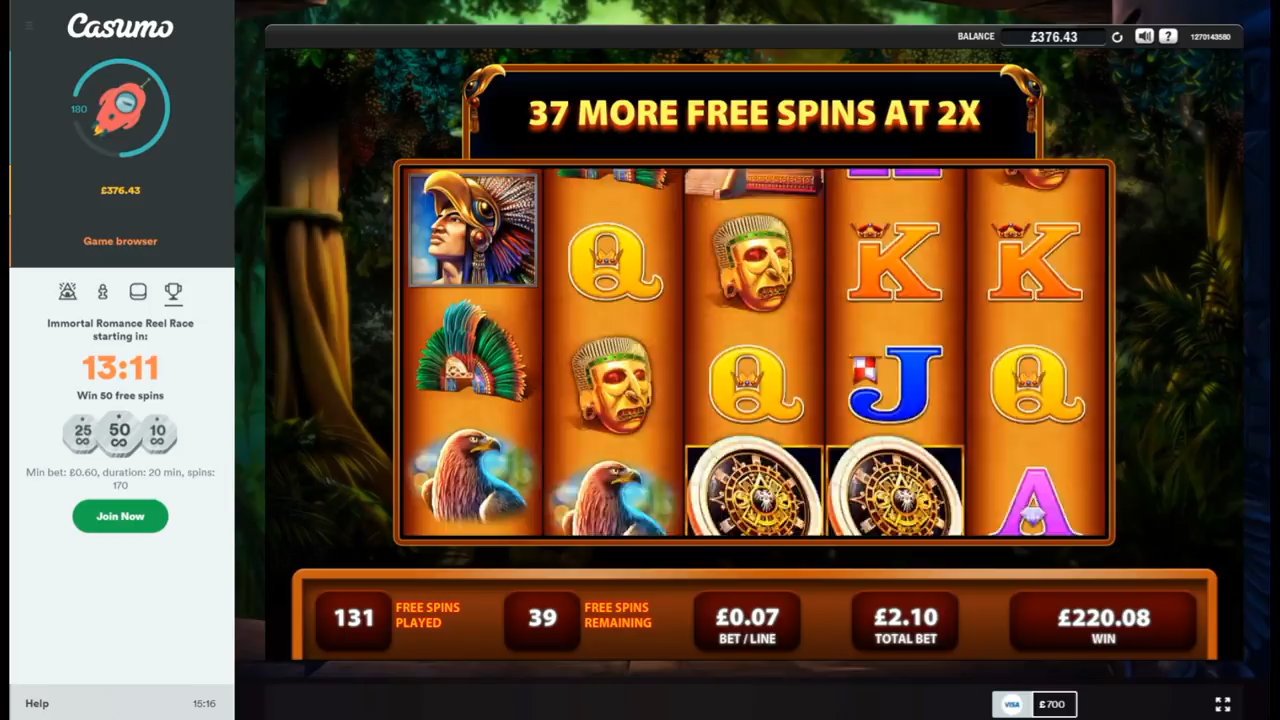 Casumo
180
£376.43
Game browser
Immortal Romance Reel Race
starting in:
13:11
Win 50 free spins
25 50 10
Min bet: £0.60, duration: 20 min, spins:
170
Join Now
Help 15:16
BALANCE £376.43 ? 1270143580
37 MORE FREE SPINS AT 2X
Q K K
Q J Q
A
131 FREE SPINS PLAYED
39 FREE SPINS REMAINING
£0.07
BET / LINE
£2.10
TOTAL BET
£220.08
WIN
VISA £700